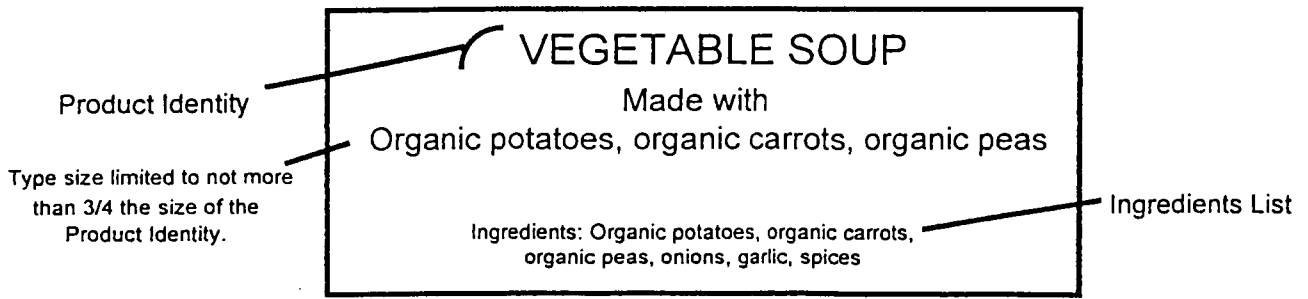 VEGETABLE SOUP
Made with
Organic potatoes, organic carrots, organic peas
Ingredients: Organic potatoes, organic carrots,
organic peas, onions, garlic, spices
Product Identity
Type size limited to not more
than 3/4 the size of the
Product Identity.
Ingredients List